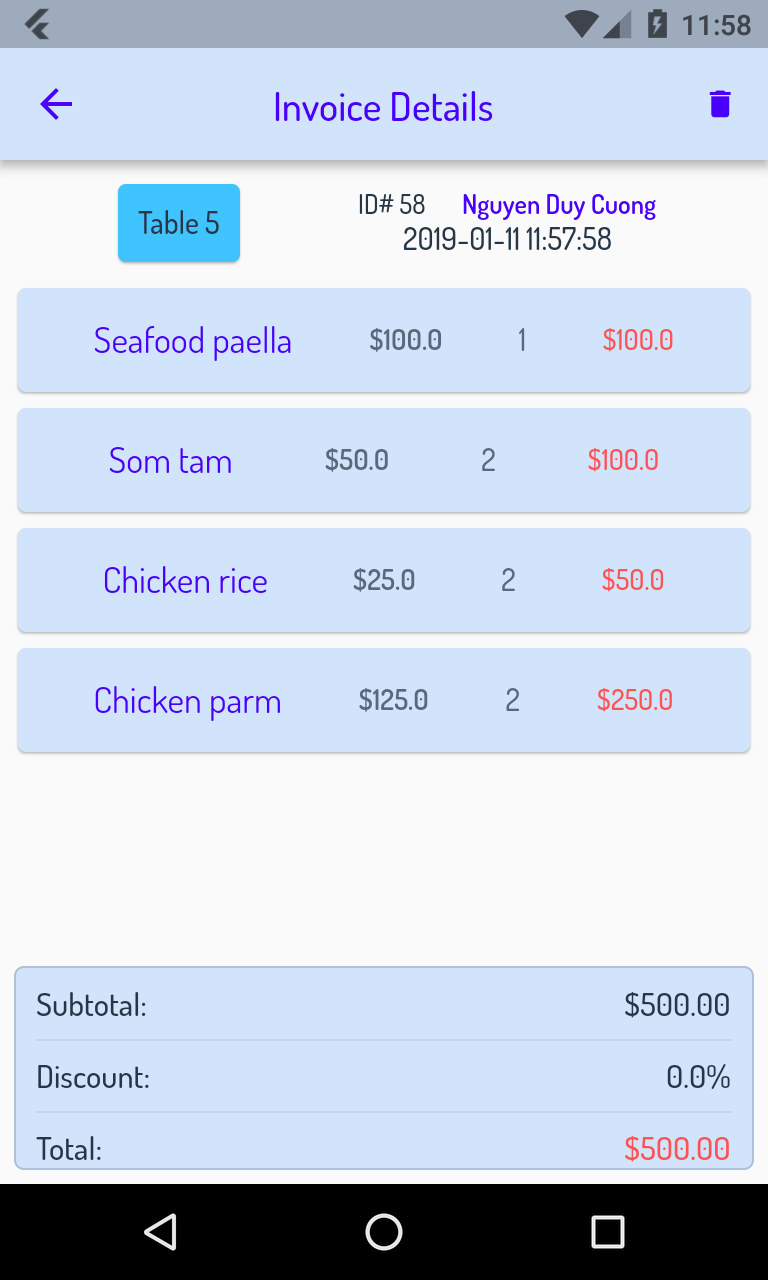 11:58
Invoice Details
Table 5
ID# 58 Nguyen Duy Cuong
2019-01-11 11:57:58
Seafood paella $100.0 1 $100.0
Som tam $50.0 2 $100.0
Chicken rice $25.0 2 $50.0
Chicken parm $125.0 2 $250.0
Subtotal: $500.00
Discount: 0.0%
Total: $500.00